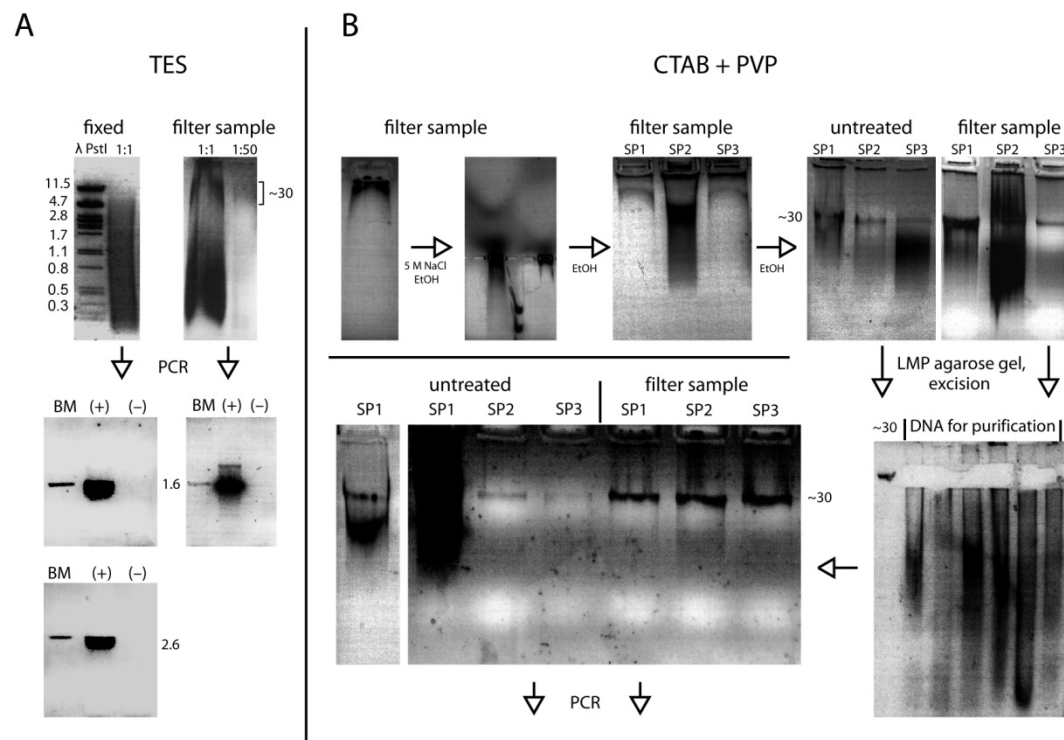 A
B
TES
CTAB + PVP
fixed
filter sample
λ PstI
1:1
1:1
1:50
11.5
4.7
2.8
1.7
1.1
0.8
0.5
0.3
~30
PCR
BM
(+)
(–)
BM
(+)
(–)
1.6
BM
(+)
(–)
2.6
filter sample
5 M NaCl
EtOH
filter sample
SP1
SP2
SP3
EtOH
EtOH
untreated
filter sample
SP1
SP2
SP3
SP1
SP2
SP3
~30
LMP agarose gel,
excision
~30
DNA for purification
untreated
filter sample
SP1
SP1
SP2
SP3
SP1
SP2
SP3
~30
PCR